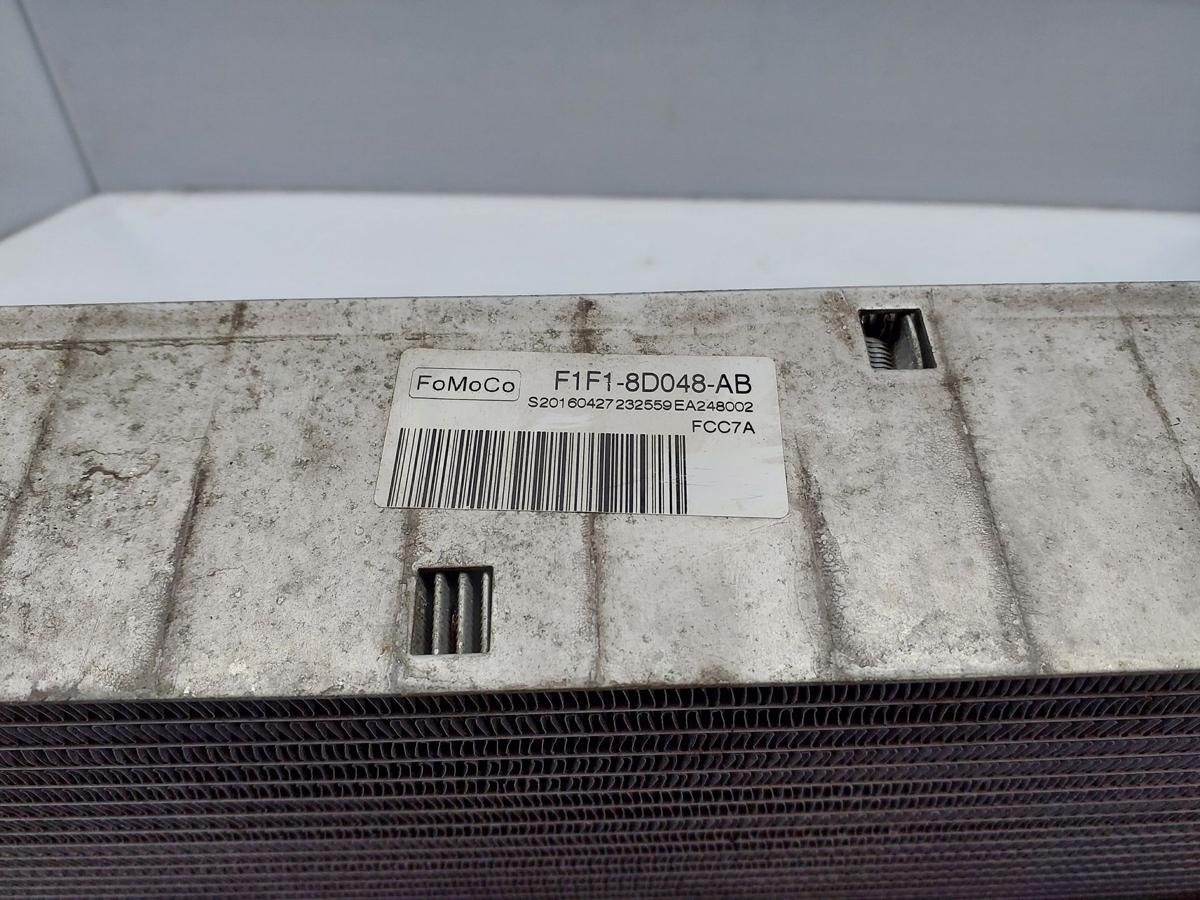 FoMoCo F1F1-8D048-AB
S20160427232559EA248002
FCC7A